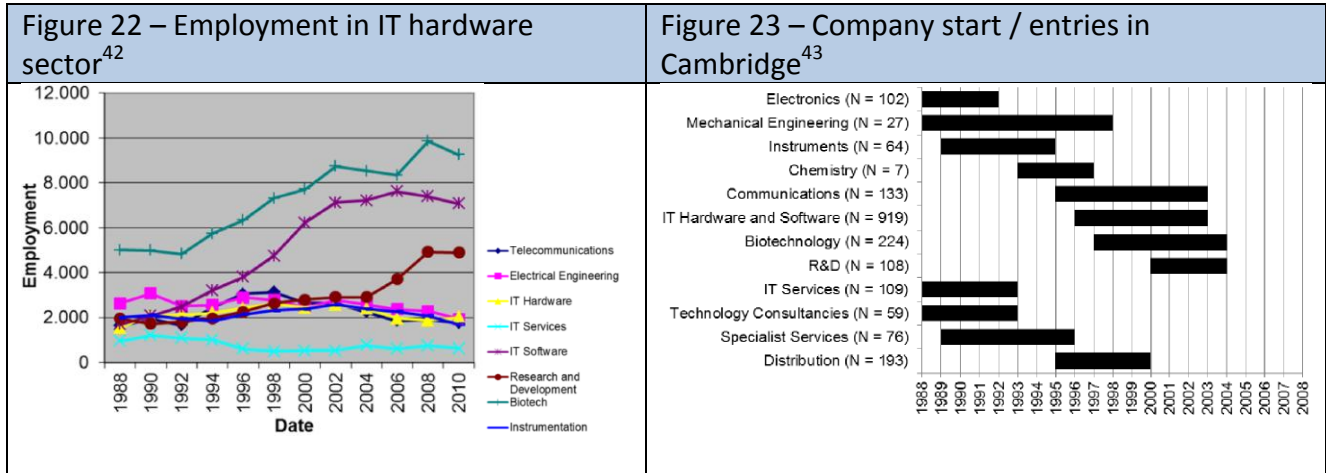 Figure 22 – Employment in IT hardware
sector42
12.000
10.000
8.000
6.000
4.000
2.000
0
Employment
1988
1990
1992
1994
1996
1998
2000
2002
2004
2006
2008
2010
Date
Telecommunications
Electrical Engineering
IT Hardware
IT Services
IT Software
Research and
Development
Biotech
Instrumentation
Figure 23 – Company start / entries in
Cambridge43
Electronics (N = 102)
Mechanical Engineering (N = 27)
Instruments (N = 64)
Chemistry (N = 7)
Communications (N = 133)
IT Hardware and Software (N = 919)
Biotechnology (N = 224)
R&D (N = 108)
IT Services (N = 109)
Technology Consultancies (N = 59)
Specialist Services (N = 76)
Distribution (N = 193)
1988
1989
1990
1991
1992
1993
1994
1995
1996
1997
1998
1999
2000
2001
2002
2003
2004
2005
2006
2007
2008